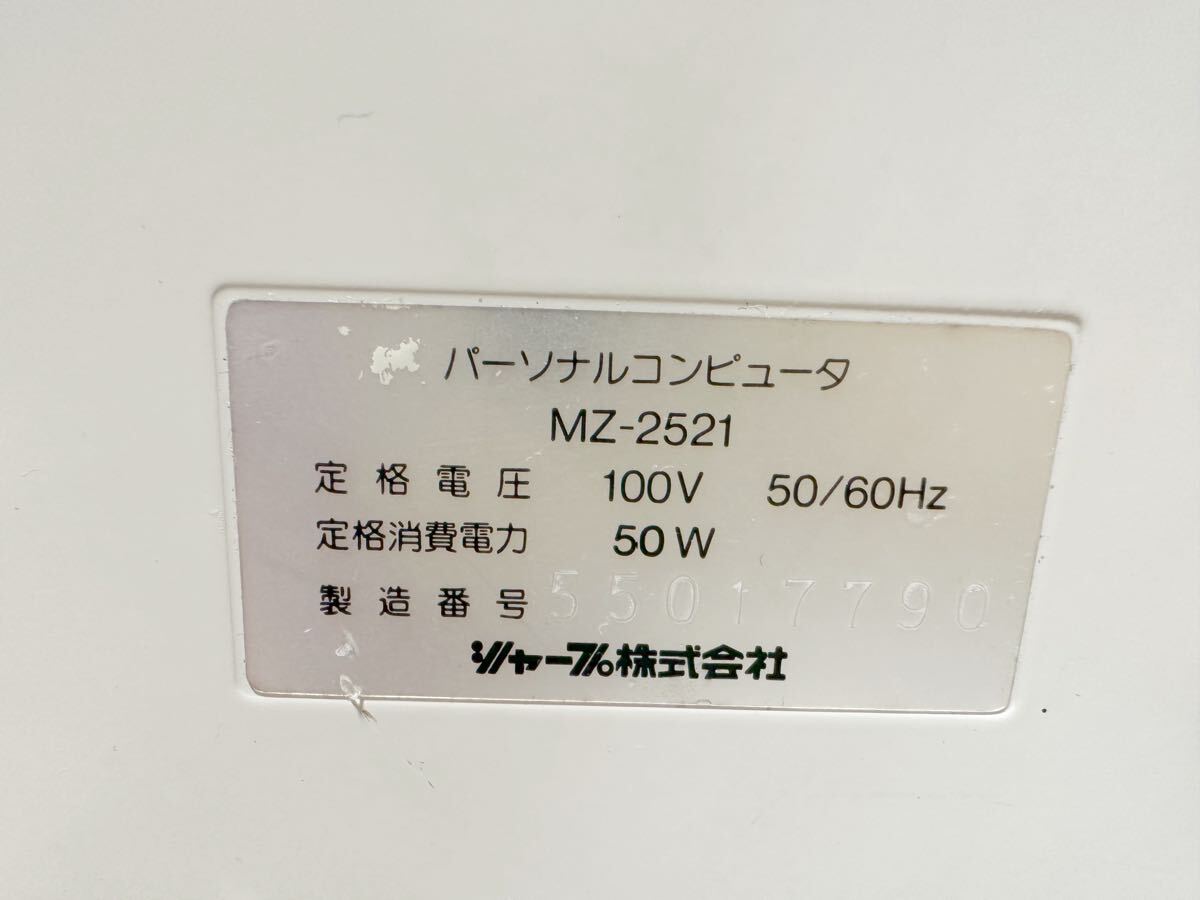 パーソナルコンピュータ
MZ-2521
定格電圧 100V 50/60Hz
定格消費電力 50W
製造番号 55017790
シャープ株式会社